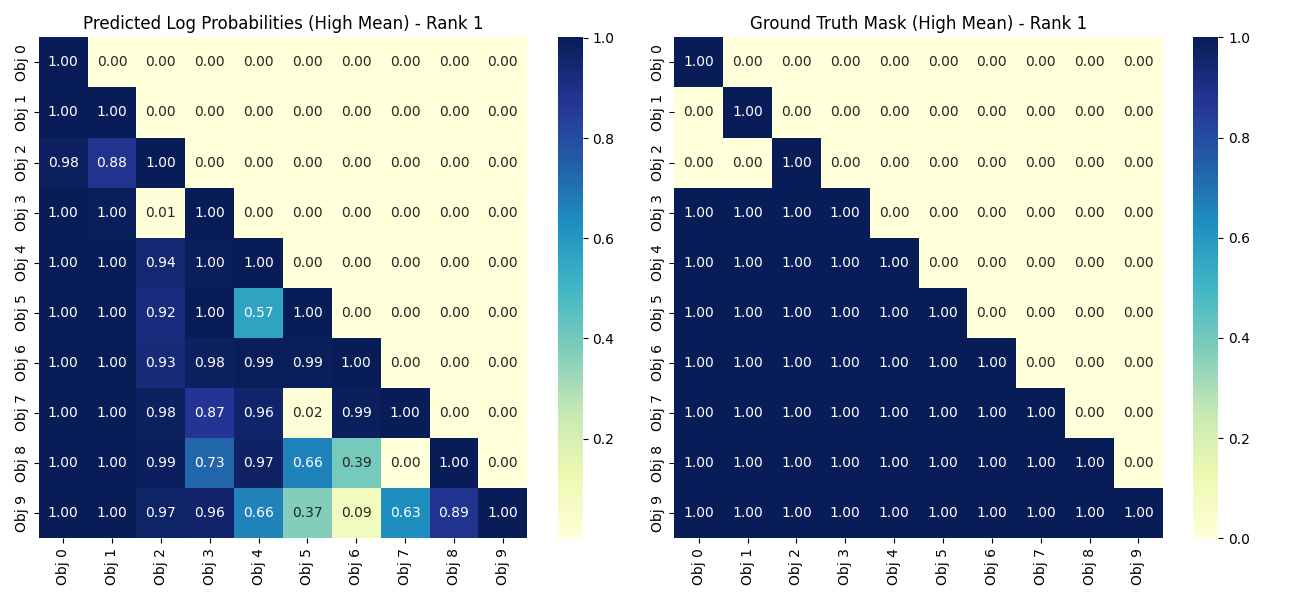 Predicted Log Probabilities (High Mean) - Rank 1
Obj 0 1.00 0.00 0.00 0.00 0.00 0.00 0.00 0.00 0.00 0.00
Obj 1 1.00 1.00 0.00 0.00 0.00 0.00 0.00 0.00 0.00 0.00
Obj 2 0.98 0.88 1.00 0.00 0.00 0.00 0.00 0.00 0.00 0.00
Obj 3 1.00 1.00 0.01 1.00 0.00 0.00 0.00 0.00 0.00 0.00
Obj 4 1.00 1.00 0.94 1.00 1.00 0.00 0.00 0.00 0.00 0.00
Obj 5 1.00 1.00 0.92 1.00 0.57 1.00 0.00 0.00 0.00 0.00
Obj 6 1.00 1.00 0.93 0.98 0.99 0.99 1.00 0.00 0.00 0.00
Obj 7 1.00 1.00 0.98 0.87 0.96 0.02 0.99 1.00 0.00 0.00
Obj 8 1.00 1.00 0.99 0.73 0.97 0.66 0.39 0.00 1.00 0.00
Obj 9 1.00 1.00 0.97 0.96 0.66 0.37 0.09 0.63 0.89 1.00
Obj 0 Obj 1 Obj 2 Obj 3 Obj 4 Obj 5 Obj 6 Obj 7 Obj 8 Obj 9
1.0
0.8
0.6
0.4
0.2
Ground Truth Mask (High Mean) - Rank 1
Obj 0 1.00 0.00 0.00 0.00 0.00 0.00 0.00 0.00 0.00 0.00
Obj 1 0.00 1.00 0.00 0.00 0.00 0.00 0.00 0.00 0.00 0.00
Obj 2 0.00 0.00 1.00 0.00 0.00 0.00 0.00 0.00 0.00 0.00
Obj 3 1.00 1.00 1.00 1.00 0.00 0.00 0.00 0.00 0.00 0.00
Obj 4 1.00 1.00 1.00 1.00 1.00 0.00 0.00 0.00 0.00 0.00
Obj 5 1.00 1.00 1.00 1.00 1.00 1.00 0.00 0.00 0.00 0.00
Obj 6 1.00 1.00 1.00 1.00 1.00 1.00 1.00 0.00 0.00 0.00
Obj 7 1.00 1.00 1.00 1.00 1.00 1.00 1.00 1.00 0.00 0.00
Obj 8 1.00 1.00 1.00 1.00 1.00 1.00 1.00 1.00 1.00 0.00
Obj 9 1.00 1.00 1.00 1.00 1.00 1.00 1.00 1.00 1.00 1.00
Obj 0 Obj 1 Obj 2 Obj 3 Obj 4 Obj 5 Obj 6 Obj 7 Obj 8 Obj 9
1.0
0.8
0.6
0.4
0.2
0.0